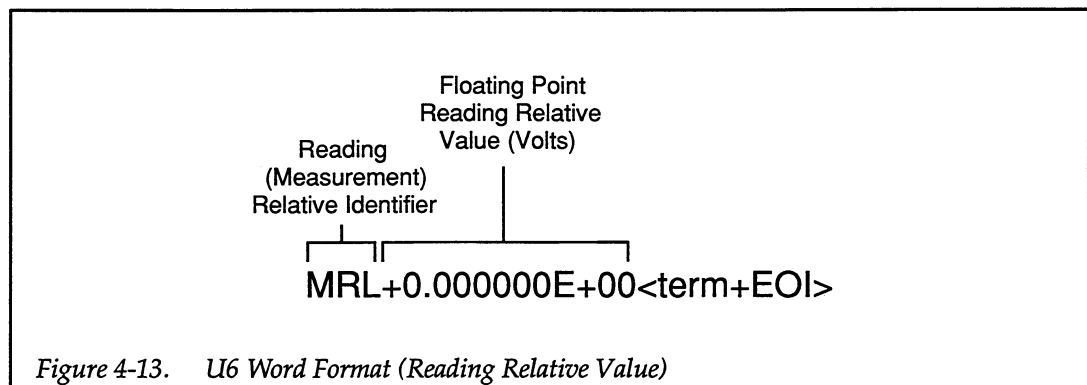 Floating Point
Reading Relative
Value (Volts)
Reading
(Measurement)
Relative Identifier
MRL+0.000000E+00<term+EOI>
Figure 4-13. U6 Word Format (Reading Relative Value)